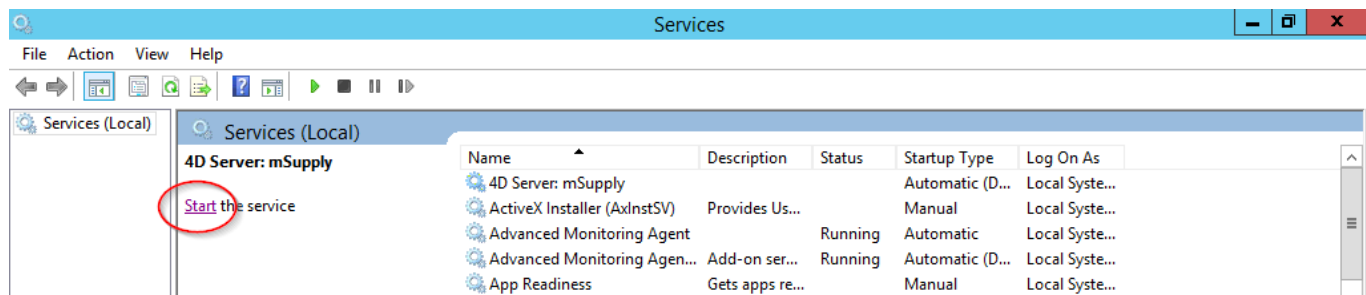 Services
File Action View Help
Services (Local)
Services (Local)
4D Server: mSupply
Start the service
Name Description Status Startup Type Log On As
4D Server: mSupply Automatic (D... Local Syste...
ActiveX Installer (AxInstSV) Provides Us... Manual Local Syste...
Advanced Monitoring Agent Running Automatic Local Syste...
Advanced Monitoring Agen... Add-on ser... Running Automatic (D... Local Syste...
App Readiness Gets apps re... Manual Local Syste...